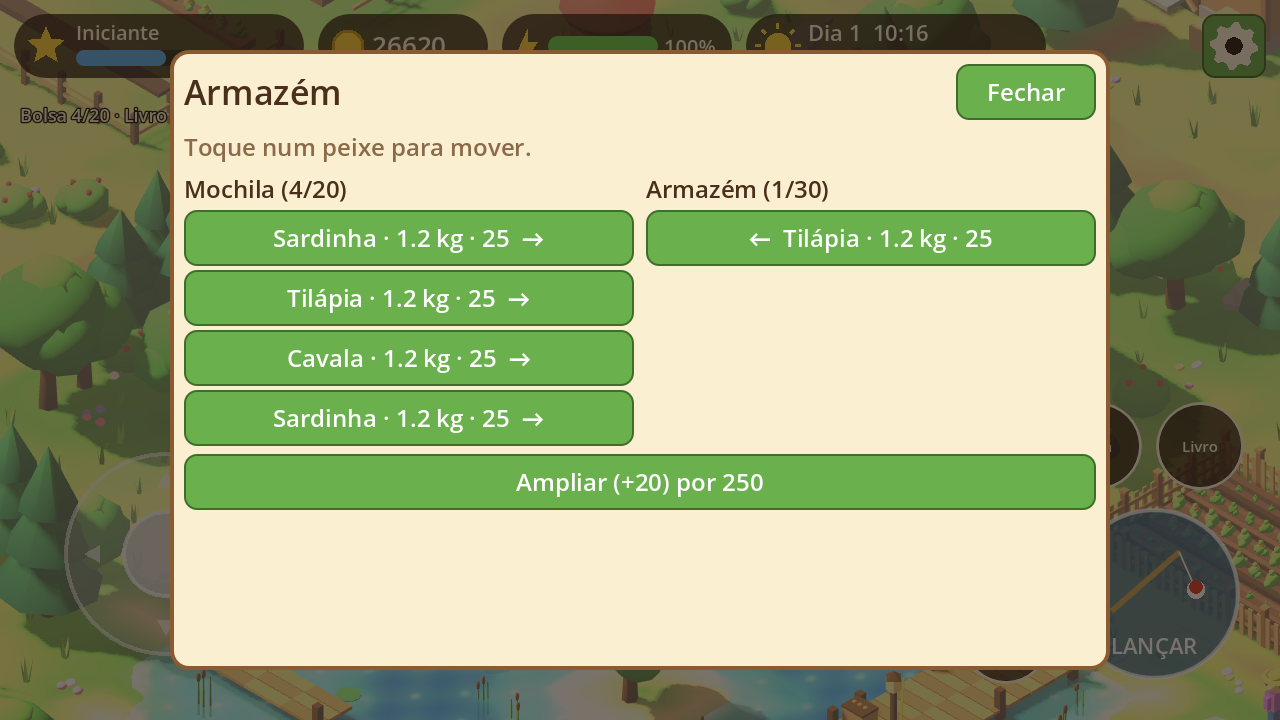 Iniciante
26620
100%
Dia 1 10:16
Bolsa 4/20 · Livro
Armazém
Fechar
Toque num peixe para mover.
Mochila (4/20)
Armazém (1/30)
Sardinha · 1.2 kg · 25 →
← Tilápia · 1.2 kg · 25
Tilápia · 1.2 kg · 25 →
Cavala · 1.2 kg · 25 →
Sardinha · 1.2 kg · 25 →
Ampliar (+20) por 250
Livro
LANÇAR